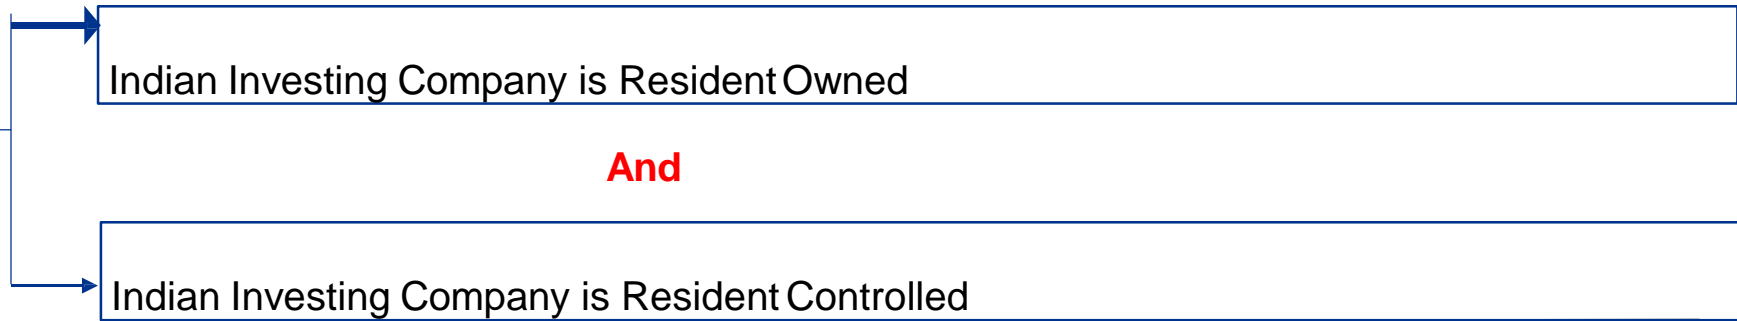 Indian Investing Company is Resident Owned
And
Indian Investing Company is Resident Controlled